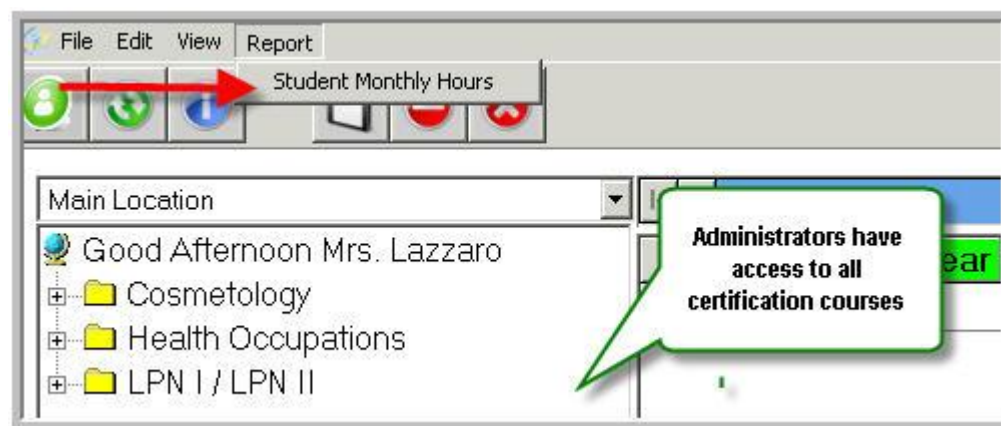 File Edit View Report
Student Monthly Hours
Main Location
Good Afternoon Mrs. Lazzaro
Cosmetology
Health Occupations
LPN I / LPN II
Administrators have
access to all
certification courses